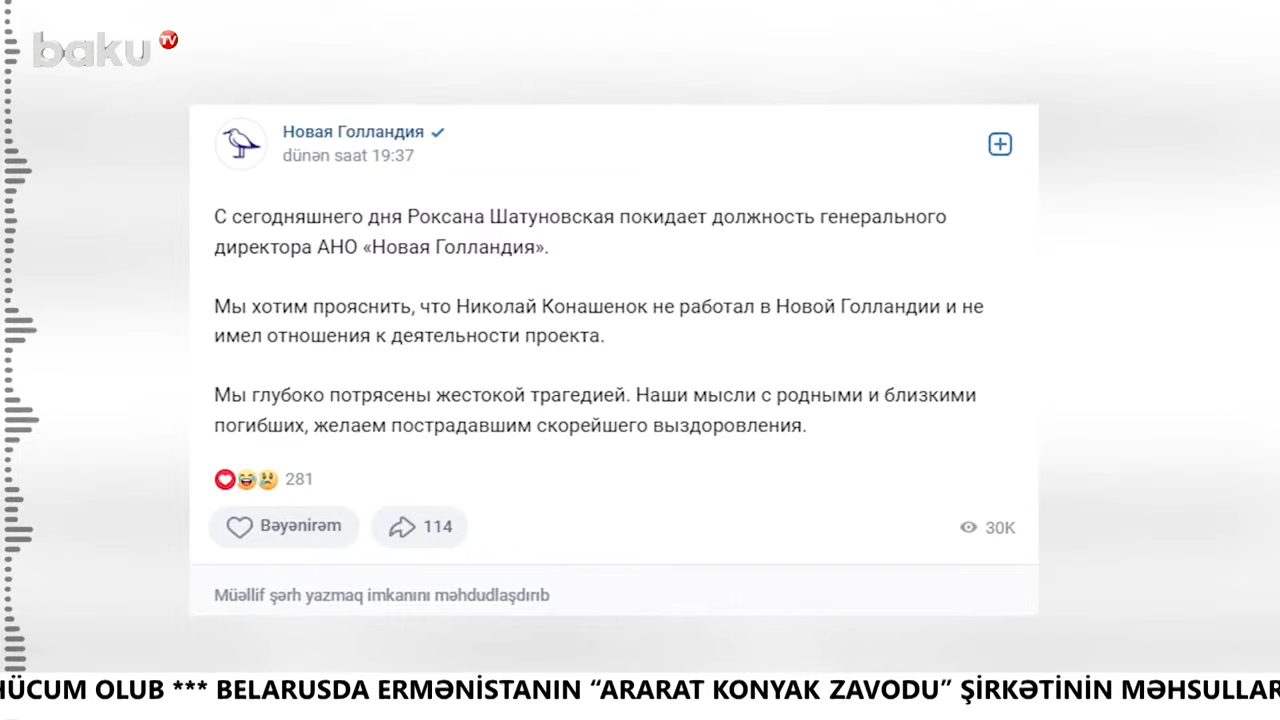 baku TV
Новая Голландия
dünən saat 19:37
С сегодняшнего дня Роксана Шатуновская покидает должность генерального
директора АНО «Новая Голландия».
Мы хотим прояснить, что Николай Конашенок не работал в Новой Голландии и не
имел отношения к деятельности проекта.
Мы глубоко потрясены жестокой трагедией. Наши мысли с родными и близкими
погибших, желаем пострадавшим скорейшего выздоровления.
281
Bəyənirəm 114 30K
Müəllif şərh yazmaq imkanını məhdudlaşdırıb
HÜCUM OLUB *** BELARUSDA ERMƏNİSTANIN “ARARAT KONYAK ZAVODU” ŞİRKƏTİNİN MƏHSULLAR